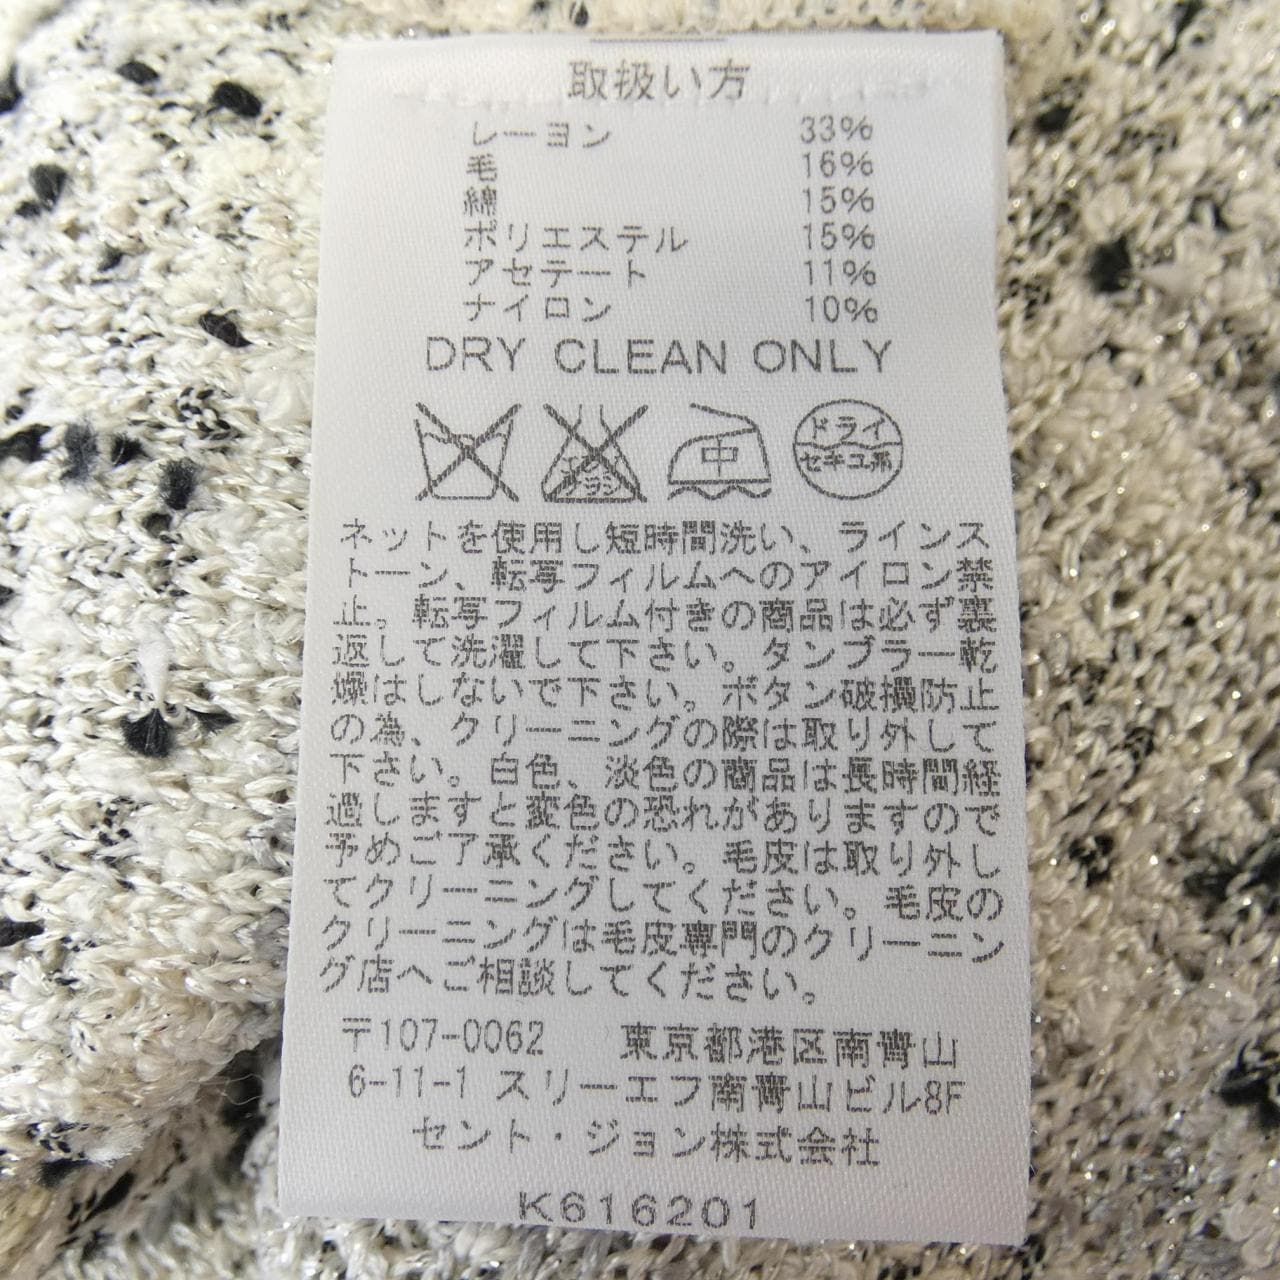 取扱い方
レーヨン 33%
毛 16%
綿 15%
ポリエステル 15%
アセテート 11%
ナイロン 10%
DRY CLEAN ONLY
エンソサラシ 中 ドライ セキユ系
ネットを使用し短時間洗い、ラインス
トーン、転写フィルムへのアイロン禁
止。転写フィルム付きの商品は必ず裏
返して洗濯して下さい。タンブラー乾
燥はしないで下さい。ボタン破損防止
の為、クリーニングの際は取り外して
下さい。白色、淡色の商品は長時間経
過しますと変色の恐れがありますので
予めご了承ください。毛皮は取り外し
てクリーニングしてください。毛皮の
クリーニングは毛皮専門のクリーニン
グ店へご相談してください。
〒107-0062 東京都港区南青山
6-11-1 スリーエフ南青山ビル8F
セント・ジョン株式会社
K616201